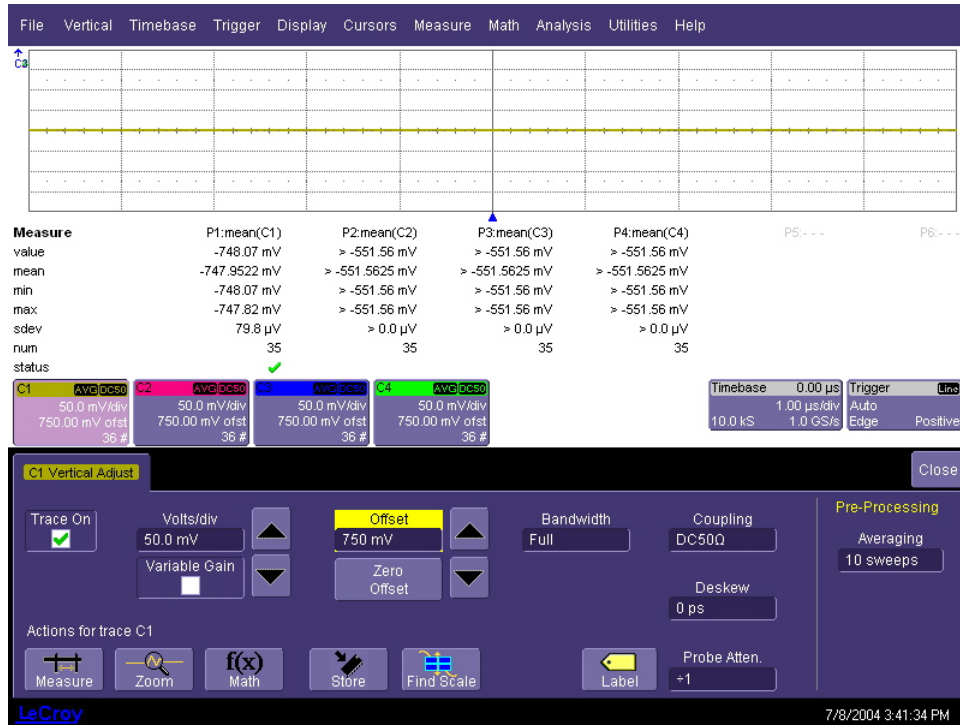 File Vertical Timebase Trigger Display Cursors Measure Math Analysis Utilities Help
C3
Measure P1:mean(C1) P2:mean(C2) P3:mean(C3) P4:mean(C4) P5:- - - P6:- - -
value -748.07 mV > -551.56 mV > -551.56 mV > -551.56 mV
mean -747.9522 mV > -551.5625 mV > -551.5625 mV > -551.5625 mV
min -748.07 mV > -551.56 mV > -551.56 mV > -551.56 mV
max -747.82 mV > -551.56 mV > -551.56 mV > -551.56 mV
sdev 79.8 µV > 0.0 µV > 0.0 µV > 0.0 µV
num 35 35 35 35
status
C1 AVG DC50 C2 AVG DC50 C3 AVG DC50 C4 AVG DC50 Timebase 0.00 µs Trigger Line
50.0 mV/div 50.0 mV/div 50.0 mV/div 50.0 mV/div 1.00 µs/div Auto
750.00 mV ofst 750.00 mV ofst 750.00 mV ofst 750.00 mV ofst 10.0 kS 1.0 GS/s Edge Positive
36 # 36 # 36 # 36 #
C1 Vertical Adjust Close
Trace On Volts/div Offset Bandwidth Coupling Pre-Processing
50.0 mV 750 mV Full DC50Ω Averaging
Variable Gain Zero Offset 10 sweeps
Deskew
0 ps
Actions for trace C1
Measure Zoom f(x) Math Store Find Scale Label Probe Atten.
÷1
LeCroy 7/8/2004 3:41:34 PM